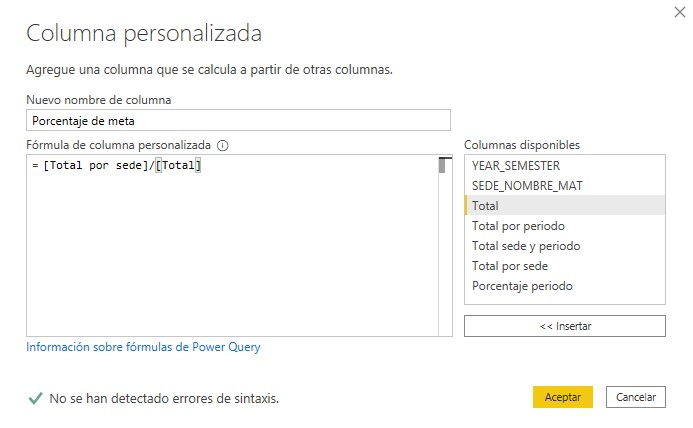 Columna personalizada
Agregue una columna que se calcula a partir de otras columnas.
Nuevo nombre de columna
Porcentaje de meta
Fórmula de columna personalizada
= [Total por sede]/[Total]
Columnas disponibles
YEAR_SEMESTER
SEDE_NOMBRE_MAT
Total
Total por periodo
Total sede y periodo
Total por sede
Porcentaje periodo
<< Insertar
Información sobre fórmulas de Power Query
No se han detectado errores de sintaxis.
Aceptar
Cancelar